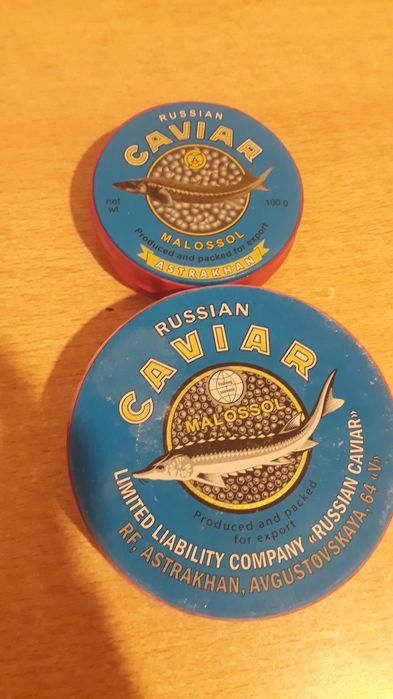 RUSSIAN
CAVIAR
net
wt
100 g
MALOSSOL
Produced and packed for export
ASTRAKHAN
RUSSIAN
CAVIAR
MALOSSOL
Produced and packed
for export
LIMITED LIABILITY COMPANY «RUSSIAN CAVIAR»
RF, ASTRAKHAN, AVGUSTOVSKAYA, 64 «V»